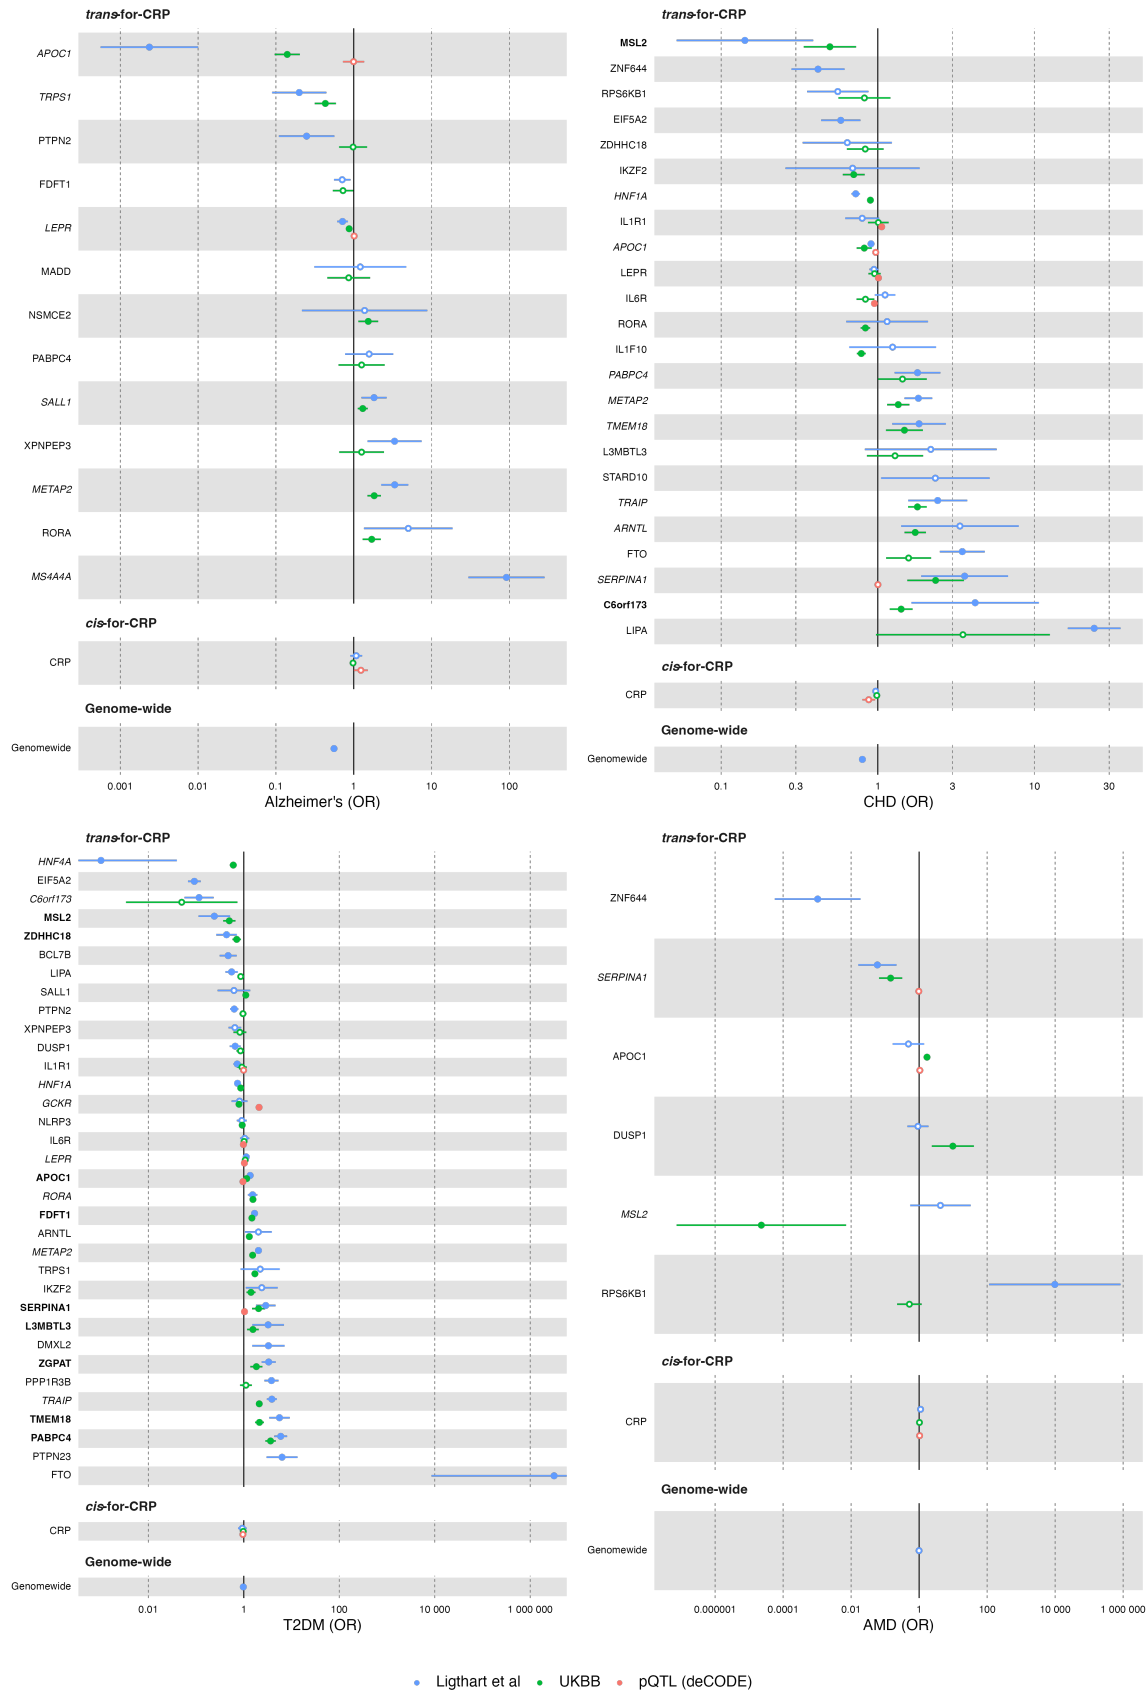 trans-for-CRP
APOC1
TRPS1
PTPN2
FDFT1
LEPR
MADD
NSMCE2
PABPC4
SALL1
XPNPEP3
METAP2
RORA
MS4A4A
cis-for-CRP
CRP
Genome-wide
Genomewide
0.001 0.01 0.1 1 10 100
Alzheimer's (OR)
trans-for-CRP
MSL2
ZNF644
RPS6KB1
EIF5A2
ZDHHC18
IKZF2
HNF1A
IL1R1
APOC1
LEPR
IL6R
RORA
IL1F10
PABPC4
METAP2
TMEM18
L3MBTL3
STARD10
TRAIP
ARNTL
FTO
SERPINA1
C6orf173
LIPA
cis-for-CRP
CRP
Genome-wide
Genomewide
0.1 0.3 1 3 10 30
CHD (OR)
trans-for-CRP
HNF4A
EIF5A2
C6orf173
MSL2
ZDHHC18
BCL7B
LIPA
SALL1
PTPN2
XPNPEP3
DUSP1
IL1R1
HNF1A
GCKR
NLRP3
IL6R
LEPR
APOC1
RORA
FDFT1
ARNTL
METAP2
TRPS1
IKZF2
SERPINA1
L3MBTL3
DMXL2
ZGPAT
PPP1R3B
TRAIP
TMEM18
PABPC4
PTPN23
FTO
cis-for-CRP
CRP
Genome-wide
Genomewide
0.01 1 100 10 000 1 000 000
T2DM (OR)
trans-for-CRP
ZNF644
SERPINA1
APOC1
DUSP1
MSL2
RPS6KB1
cis-for-CRP
CRP
Genome-wide
Genomewide
0.000001 0.0001 0.01 1 100 10 000 1 000 000
AMD (OR)
Ligthart et al UKBB pQTL (deCODE)